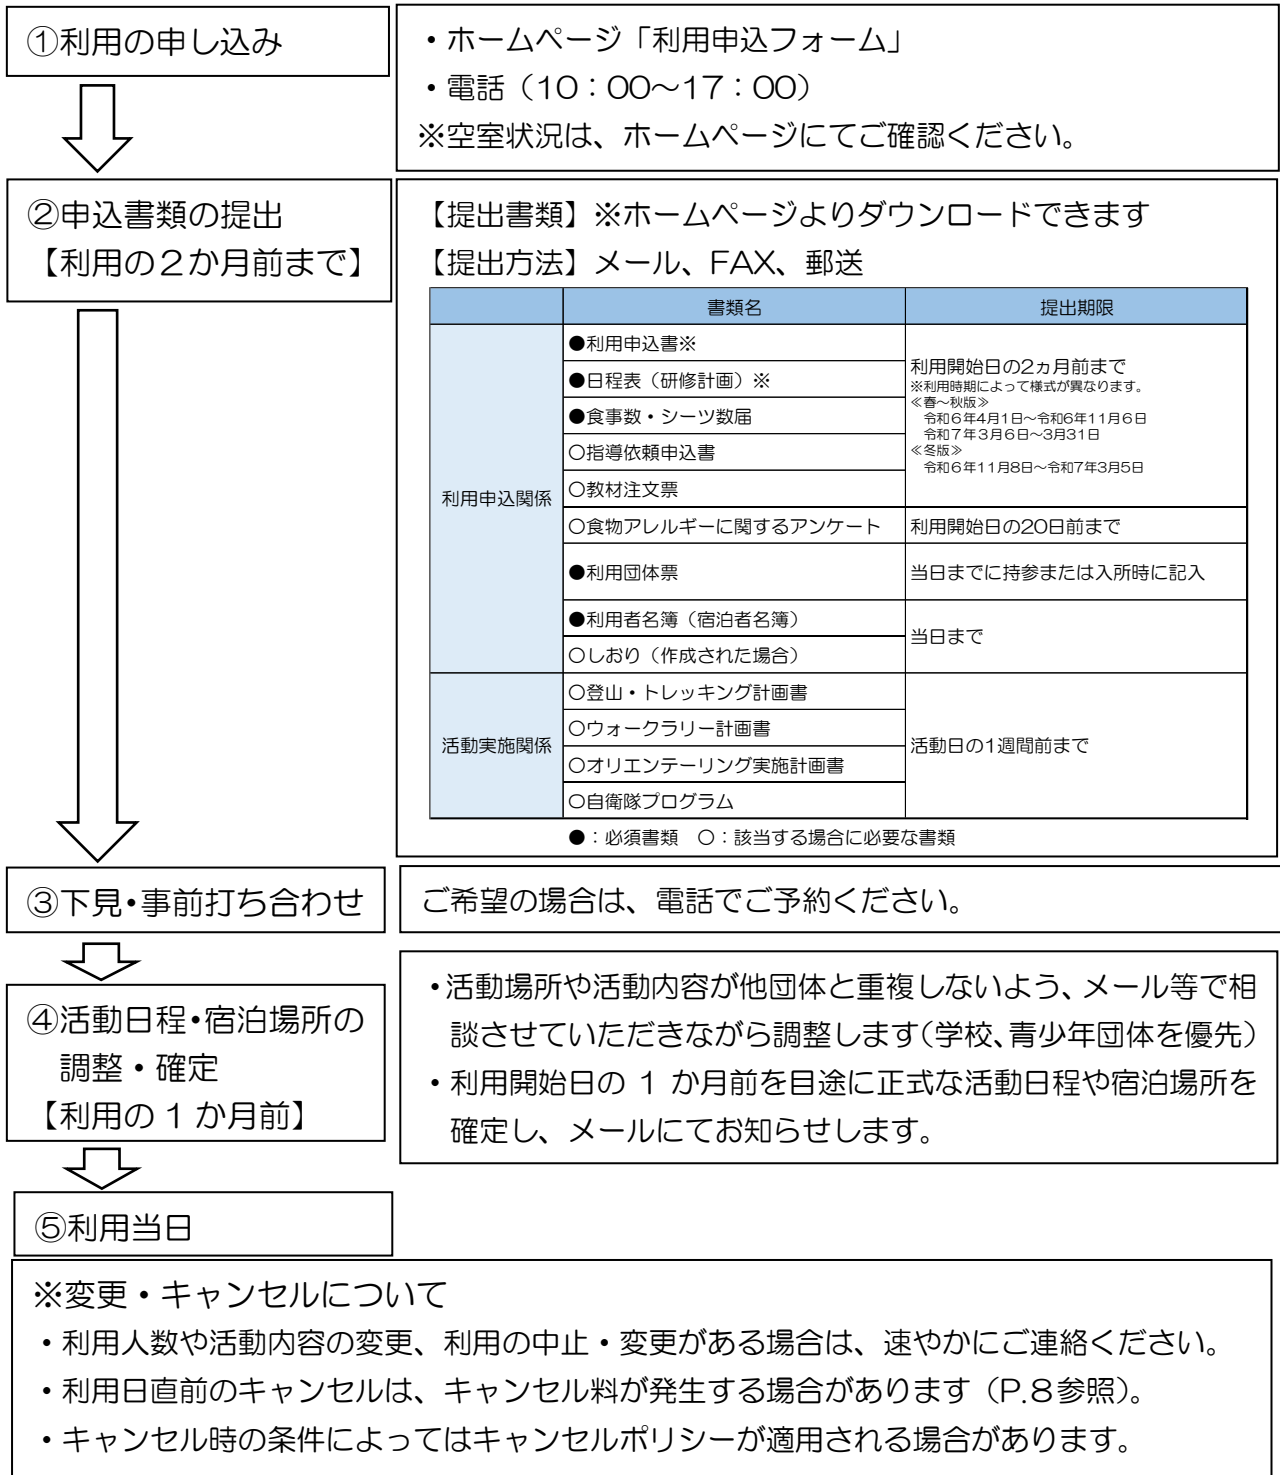 ①利用の申し込み
・ホームページ「利用申込フォーム」
・電話（10：00～17：00）
※空室状況は、ホームページにてご確認ください。
②申込書類の提出
【利用の２か月前まで】
【提出書類】※ホームページよりダウンロードできます
【提出方法】メール、FAX、郵送
書類名
提出期限
利用申込関係
●利用申込書※
●日程表（研修計画）※
●食事数・シーツ数届
○指導依頼申込書
○教材注文票
利用開始日の2ヵ月前まで
※利用時期によって様式が異なります。
≪春～秋版≫
令和６年4月1日～令和6年11月6日
令和７年３月6日～3月31日
≪冬版≫
令和６年11月8日～令和7年3月5日
○食物アレルギーに関するアンケート
利用開始日の20日前まで
●利用団体票
当日までに持参または入所時に記入
●利用者名簿（宿泊者名簿）
○しおり（作成された場合）
当日まで
活動実施関係
○登山・トレッキング計画書
○ウォークラリー計画書
○オリエンテーリング実施計画書
○自衛隊プログラム
活動日の1週間前まで
●：必須書類　○：該当する場合に必要な書類
③下見・事前打ち合わせ
ご希望の場合は、電話でご予約ください。
④活動日程・宿泊場所の
調整・確定
【利用の 1 か月前】
・活動場所や活動内容が他団体と重複しないよう、メール等で相
談させていただきながら調整します（学校、青少年団体を優先）
・利用開始日の 1 か月前を目途に正式な活動日程や宿泊場所を
確定し、メールにてお知らせします。
⑤利用当日
※変更・キャンセルについて
・利用人数や活動内容の変更、利用の中止・変更がある場合は、速やかにご連絡ください。
・利用日直前のキャンセルは、キャンセル料が発生する場合があります（P.８参照）。
・キャンセル時の条件によってはキャンセルポリシーが適用される場合があります。